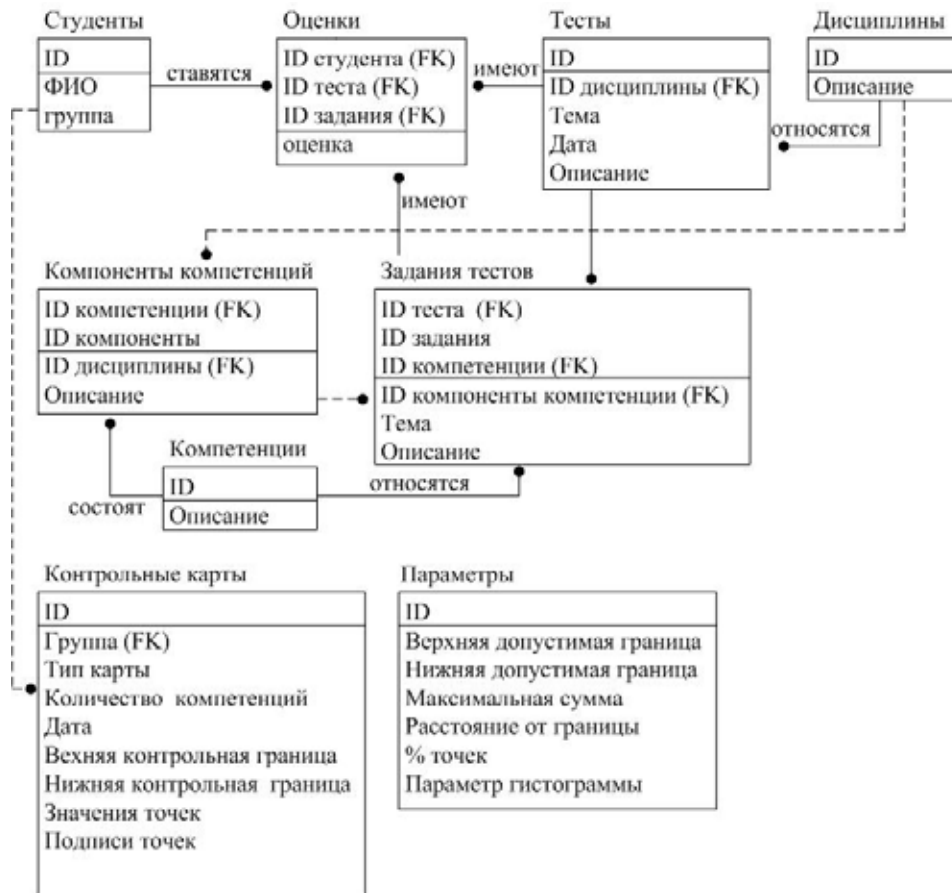 Студенты
ID
ФИО
группа
ставятся
Оценки
ID студента (FK)
ID теста (FK)
ID задания (FK)
оценка
имеют
Тесты
ID
ID дисциплины (FK)
Тема
Дата
Описание
Дисциплины
ID
Описание
относятся
имеют
Компоненты компетенций
ID компетенции (FK)
ID компоненты
ID дисциплины (FK)
Описание
Задания тестов
ID теста (FK)
ID задания
ID компетенции (FK)
ID компоненты компетенции (FK)
Тема
Описание
Компетенции
ID
Описание
состоят
относятся
Контрольные карты
ID
Группа (FK)
Тип карты
Количество компетенций
Дата
Вехняя контрольная граница
Нижняя контрольная граница
Значения точек
Подписи точек
Параметры
ID
Верхняя допустимая граница
Нижняя допустимая граница
Максимальная сумма
Расстояние от границы
% точек
Параметр гистограммы